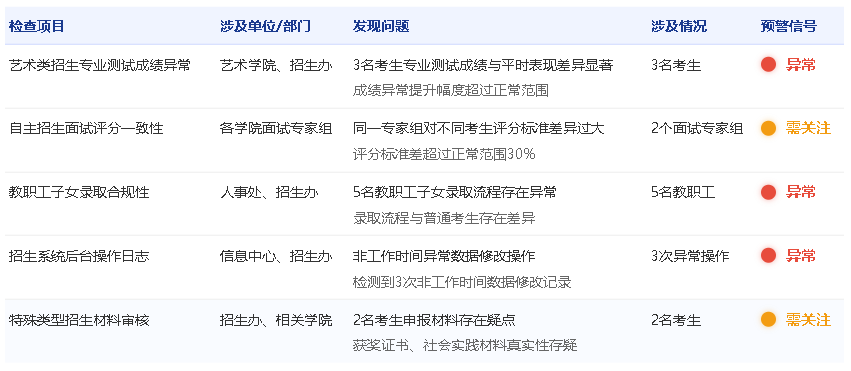 检查项目 涉及单位/部门 发现问题 涉及情况 预警信号
艺术类招生专业测试成绩异常 艺术学院、招生办 3名考生专业测试成绩与平时表现差异显著 3名考生 异常
成绩异常提升幅度超过正常范围
自主招生面试评分一致性 各学院面试专家组 同一专家组对不同考生评分标准差异过大 2个面试专家组 需关注
评分标准差超过正常范围30%
教职工子女录取合规性 人事处、招生办 5名教职工子女录取流程存在异常 5名教职工 异常
录取流程与普通考生存在差异
招生系统后台操作日志 信息中心、招生办 非工作时间异常数据修改操作 3次异常操作 异常
检测到3次非工作时间数据修改记录
特殊类型招生材料审核 招生办、相关学院 2名考生申报材料存在疑点 2名考生 需关注
获奖证书、社会实践材料真实性存疑